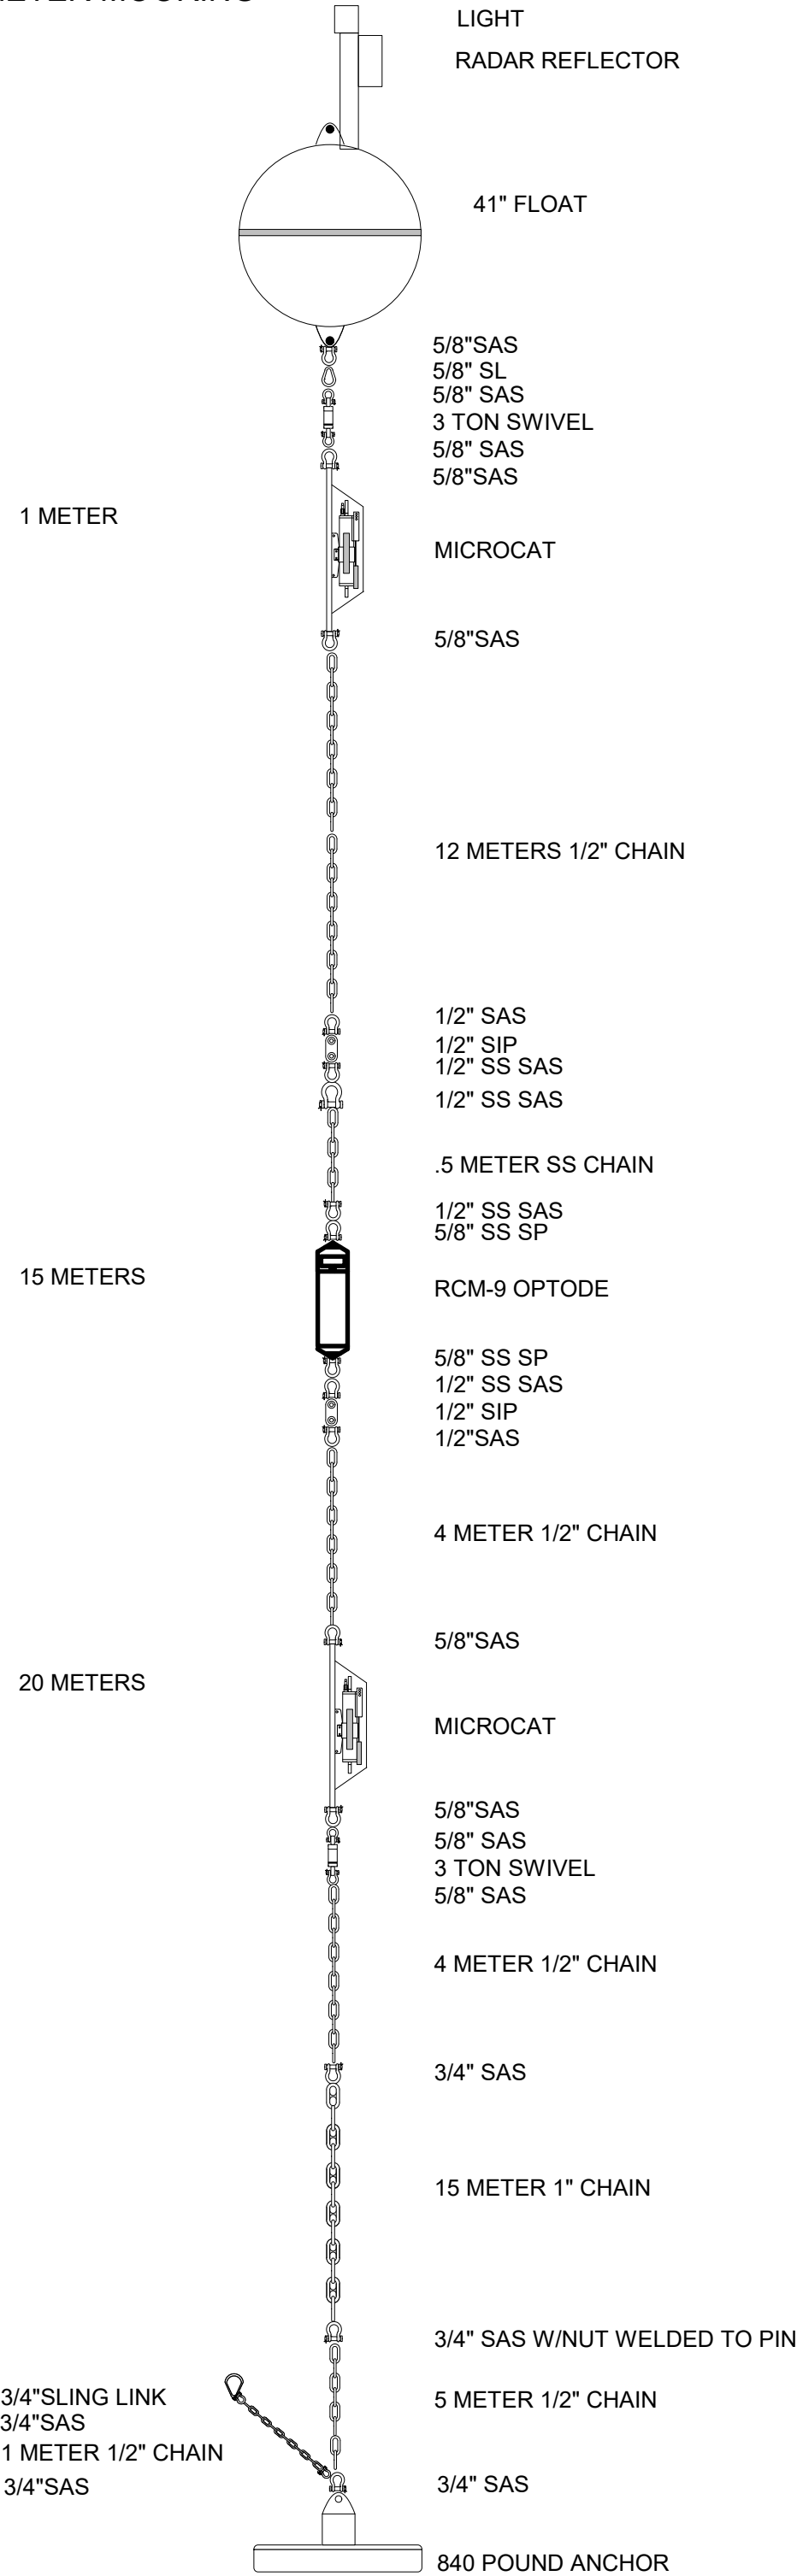 LIGHT
RADAR REFLECTOR
41" FLOAT
5/8"SAS
5/8" SL
5/8" SAS
3 TON SWIVEL
5/8" SAS
5/8"SAS
1 METER
MICROCAT
5/8"SAS
12 METERS 1/2" CHAIN
1/2" SAS
1/2" SIP
1/2" SS SAS
1/2" SS SAS
.5 METER SS CHAIN
1/2" SS SAS
5/8" SS SP
15 METERS
RCM-9 OPTODE
5/8" SS SP
1/2" SS SAS
1/2" SIP
1/2"SAS
4 METER 1/2" CHAIN
5/8"SAS
20 METERS
MICROCAT
5/8"SAS
5/8" SAS
3 TON SWIVEL
5/8" SAS
4 METER 1/2" CHAIN
3/4" SAS
15 METER 1" CHAIN
3/4" SAS W/NUT WELDED TO PIN
3/4"SLING LINK
5 METER 1/2" CHAIN
3/4"SAS
1 METER 1/2" CHAIN
3/4"SAS
3/4" SAS
840 POUND ANCHOR